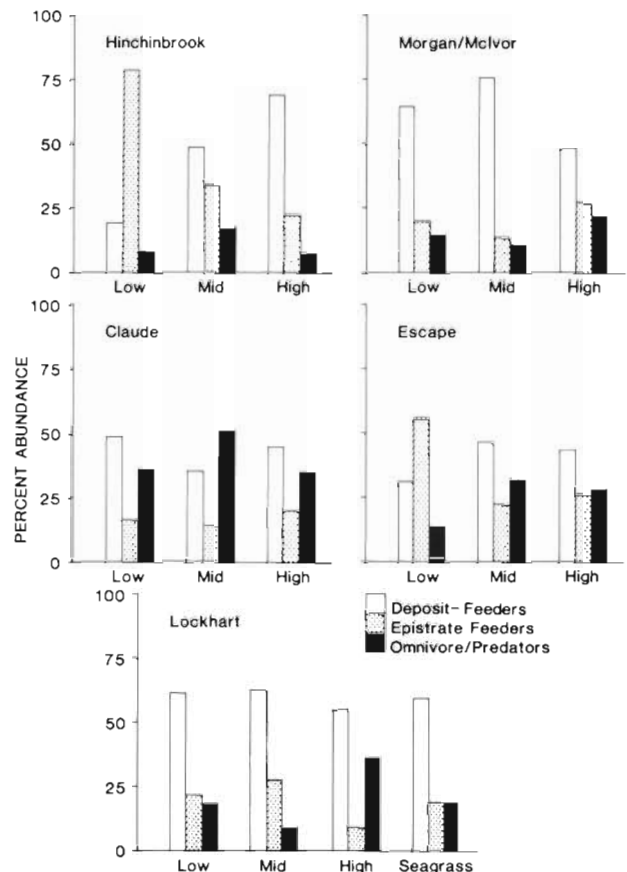 100
75
50
25
0
Hinchinbrook
Low Mid High
Morgan/McIvor
Low Mid High
PERCENT ABUNDANCE
100
75
50
25
0
Claude
Low Mid High
Escape
Low Mid High
100
75
50
25
0
Lockhart
Low Mid High Seagrass
Deposit-Feeders
Epistrate Feeders
Omnivore/Predators